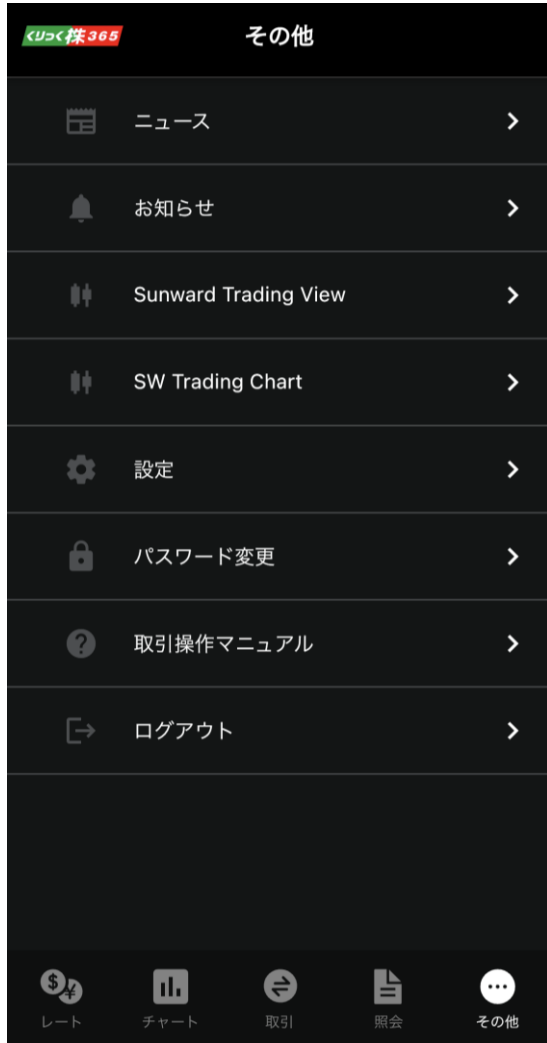 くりっく株365
その他
ニュース
お知らせ
Sunward Trading View
SW Trading Chart
設定
パスワード変更
取引操作マニュアル
ログアウト
レート
チャート
取引
照会
その他